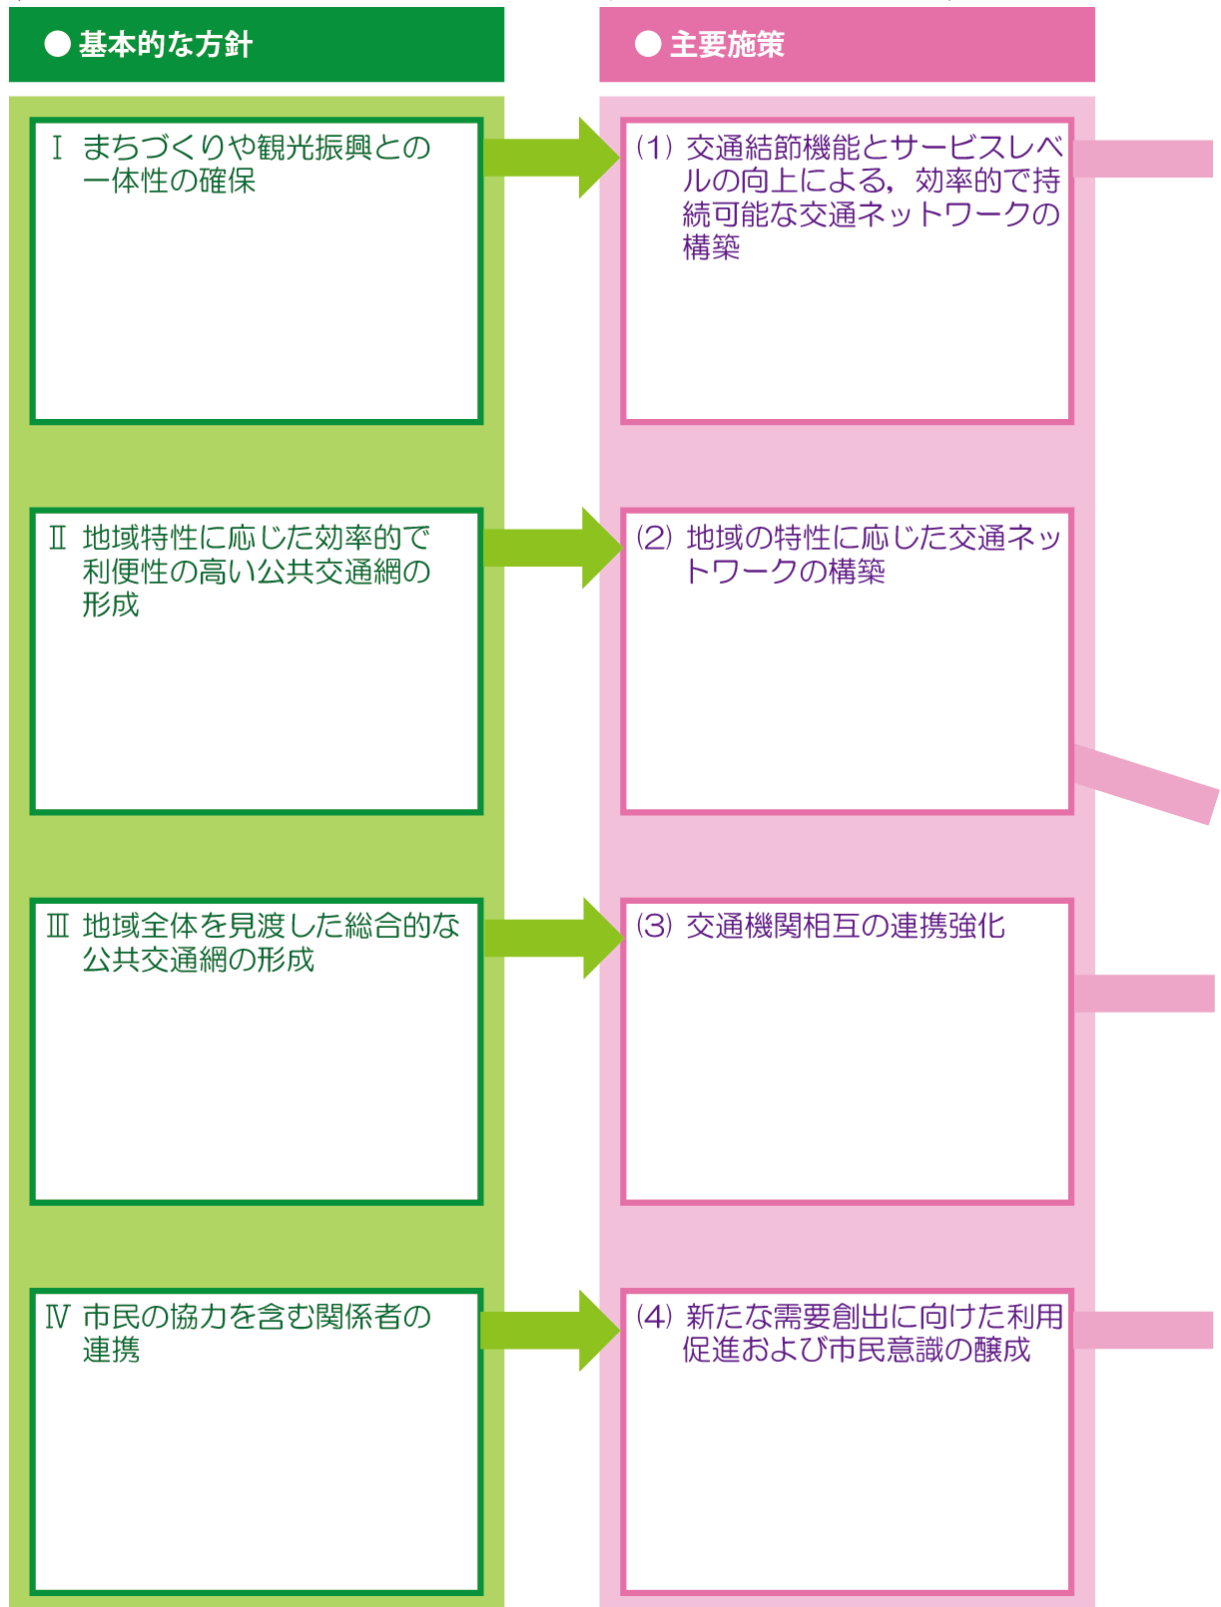 ●基本的な方針
●主要施策
Ⅰ まちづくりや観光振興との
一体性の確保
(1) 交通結節機能とサービスレベ
ルの向上による，効率的で持
続可能な交通ネットワークの
構築
Ⅱ 地域特性に応じた効率的で
利便性の高い公共交通網の
形成
(2) 地域の特性に応じた交通ネッ
トワークの構築
Ⅲ 地域全体を見渡した総合的な
公共交通網の形成
(3) 交通機関相互の連携強化
Ⅳ 市民の協力を含む関係者の
連携
(4) 新たな需要創出に向けた利用
促進および市民意識の醸成